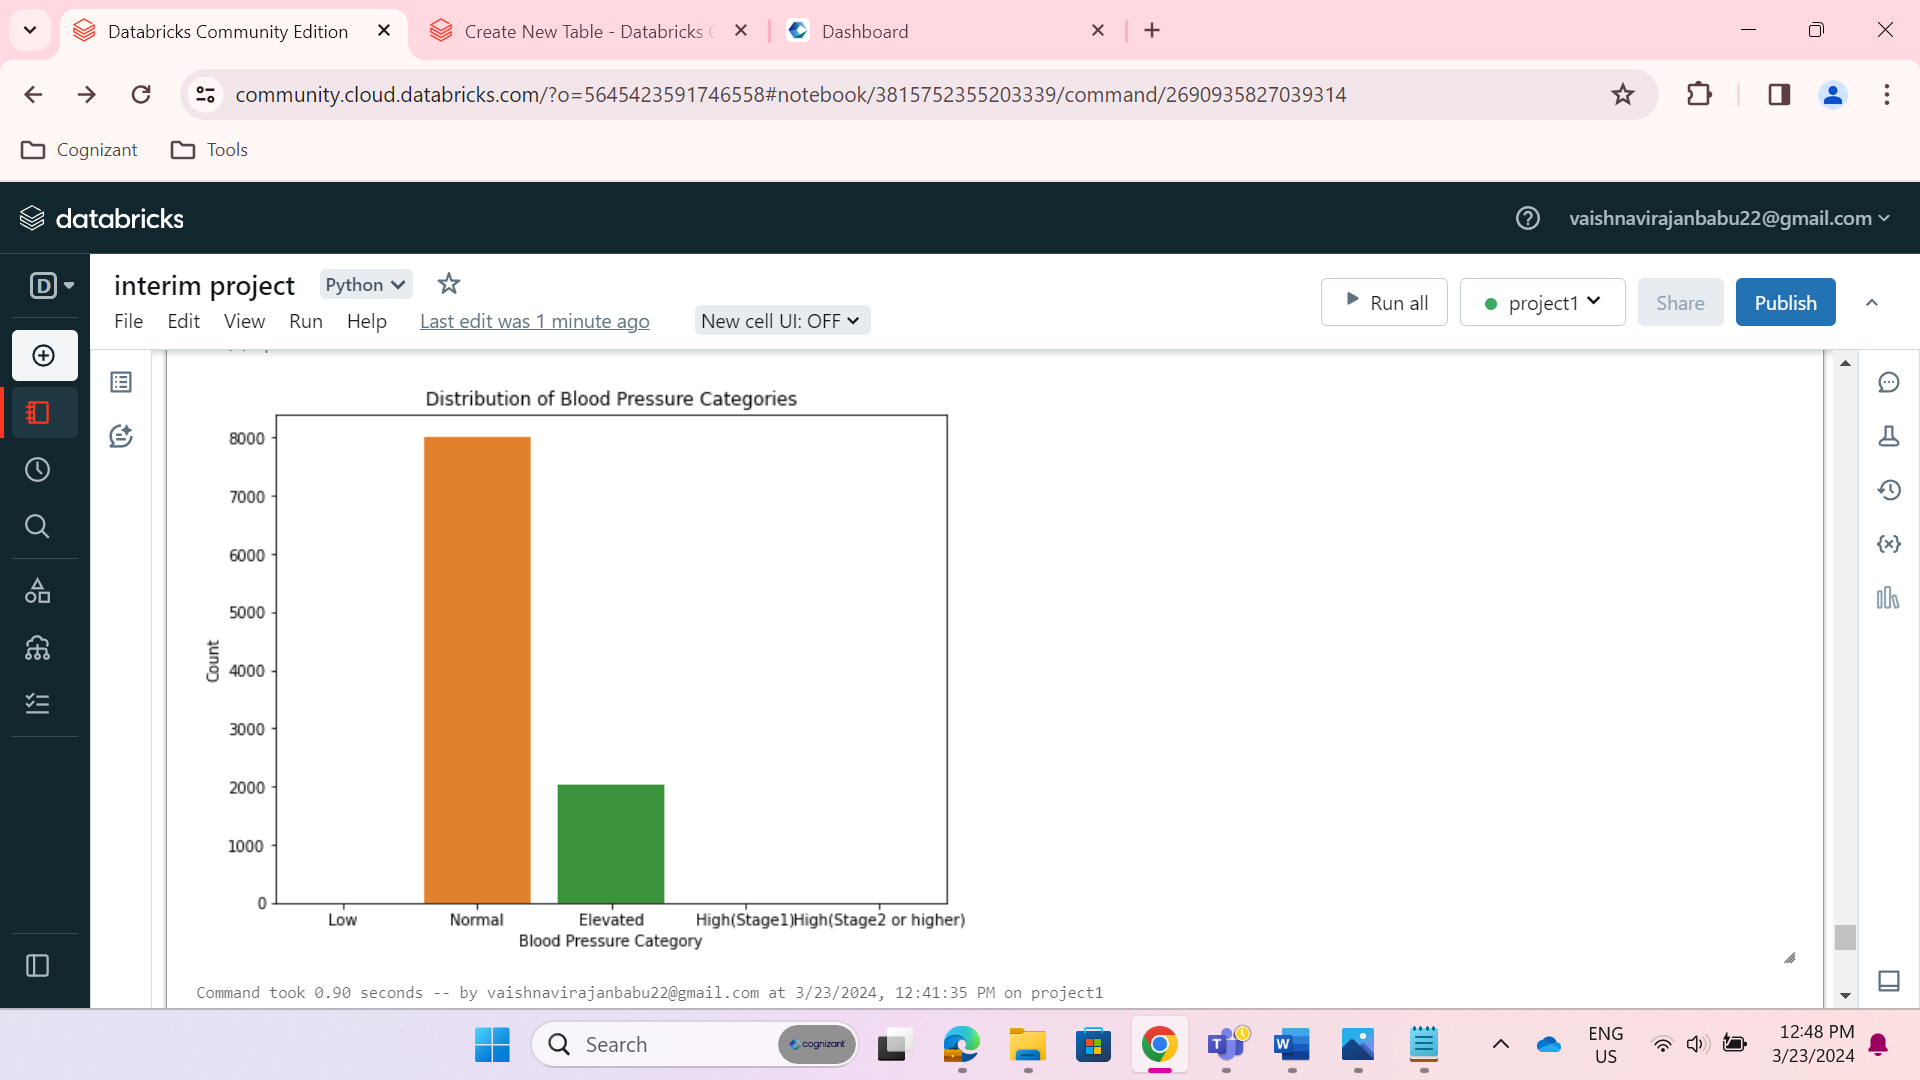 Databricks Community Edition
Create New Table - Databricks
Dashboard
community.cloud.databricks.com/?o=5645423591746558#notebook/3815752355203339/command/2690935827039314
Cognizant
Tools
databricks
vaishnavirajanbabu22@gmail.com
D
interim project
Python
Run all
project1
Share
Publish
File
Edit
View
Run
Help
Last edit was 1 minute ago
New cell UI: OFF
Distribution of Blood Pressure Categories
8000
7000
6000
5000
4000
3000
2000
1000
0
Count
Low
Normal
Elevated
High(Stage1)
High(Stage2 or higher)
Blood Pressure Category
Command took 0.90 seconds -- by vaishnavirajanbabu22@gmail.com at 3/23/2024, 12:41:35 PM on project1
Search
cognizant
ENG
US
12:48 PM
3/23/2024